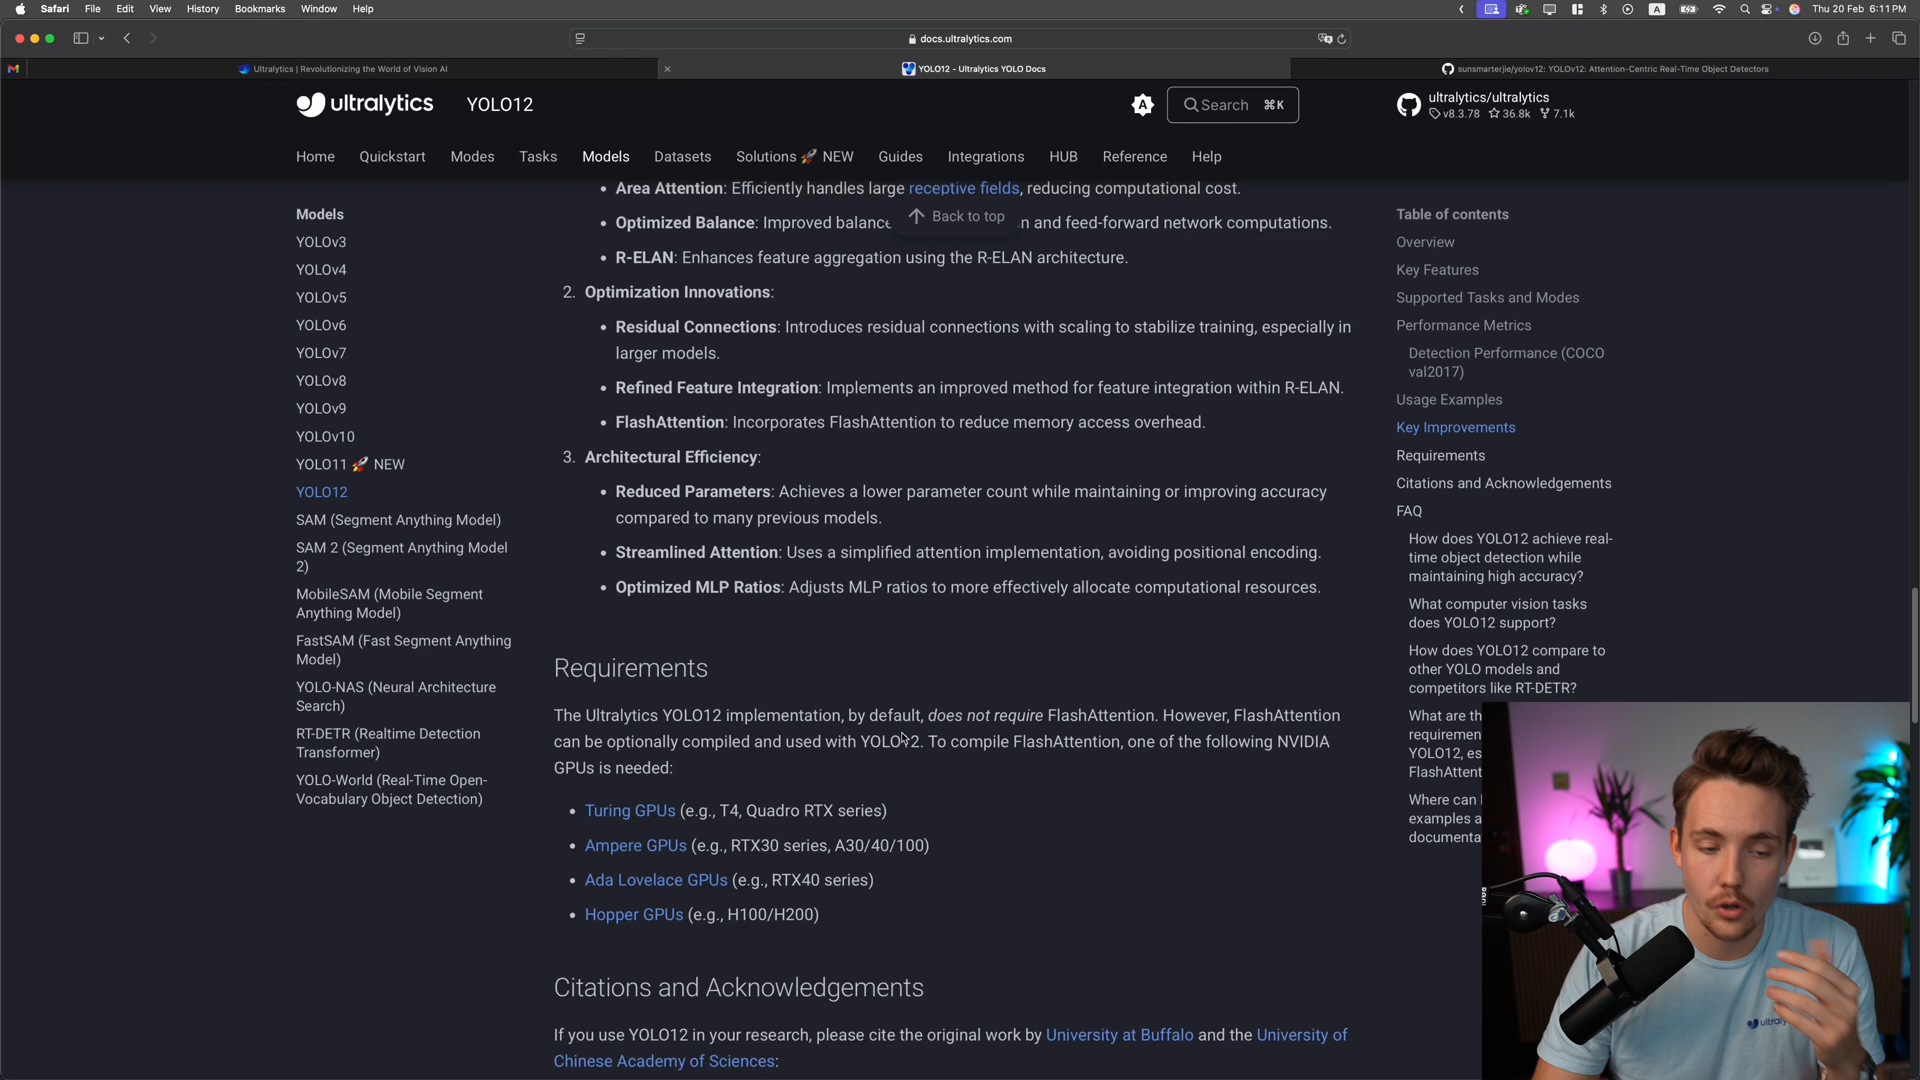 Safari File Edit View History Bookmarks Window Help
A
Thu 20 Feb 6:11 PM
docs.ultralytics.com
Ultralytics | Revolutionizing the World of Vision AI
YOLO12 - Ultralytics YOLO Docs
sunsmarterjie/yolov12: YOLOv12: Attention-Centric Real-Time Object Detectors
ultralytics
YOLO12
A
Search ⌘K
ultralytics/ultralytics
v8.3.78 36.8k 7.1k
Home Quickstart Modes Tasks Models Datasets Solutions 🚀 NEW Guides Integrations HUB Reference Help
Models
YOLOv3
YOLOv4
YOLOv5
YOLOv6
YOLOv7
YOLOv8
YOLOv9
YOLOv10
YOLO11 🚀 NEW
YOLO12
SAM (Segment Anything Model)
SAM 2 (Segment Anything Model
2)
MobileSAM (Mobile Segment
Anything Model)
FastSAM (Fast Segment Anything
Model)
YOLO-NAS (Neural Architecture
Search)
RT-DETR (Realtime Detection
Transformer)
YOLO-World (Real-Time Open-
Vocabulary Object Detection)
• Area Attention: Efficiently handles large receptive fields, reducing computational cost.
Back to top
• Optimized Balance: Improved balance and feed-forward network computations.
• R-ELAN: Enhances feature aggregation using the R-ELAN architecture.
2. Optimization Innovations:
• Residual Connections: Introduces residual connections with scaling to stabilize training, especially in
larger models.
• Refined Feature Integration: Implements an improved method for feature integration within R-ELAN.
• FlashAttention: Incorporates FlashAttention to reduce memory access overhead.
3. Architectural Efficiency:
• Reduced Parameters: Achieves a lower parameter count while maintaining or improving accuracy
compared to many previous models.
• Streamlined Attention: Uses a simplified attention implementation, avoiding positional encoding.
• Optimized MLP Ratios: Adjusts MLP ratios to more effectively allocate computational resources.
Requirements
The Ultralytics YOLO12 implementation, by default, does not require FlashAttention. However, FlashAttention
can be optionally compiled and used with YOLO12. To compile FlashAttention, one of the following NVIDIA
GPUs is needed:
• Turing GPUs (e.g., T4, Quadro RTX series)
• Ampere GPUs (e.g., RTX30 series, A30/40/100)
• Ada Lovelace GPUs (e.g., RTX40 series)
• Hopper GPUs (e.g., H100/H200)
Citations and Acknowledgements
If you use YOLO12 in your research, please cite the original work by University at Buffalo and the University of
Chinese Academy of Sciences:
Table of contents
Overview
Key Features
Supported Tasks and Modes
Performance Metrics
Detection Performance (COCO
val2017)
Usage Examples
Key Improvements
Requirements
Citations and Acknowledgements
FAQ
How does YOLO12 achieve real-
time object detection while
maintaining high accuracy?
What computer vision tasks
does YOLO12 support?
How does YOLO12 compare to
other YOLO models and
competitors like RT-DETR?
What are th
requiremen
YOLO12, es
FlashAttent
Where can
examples a
documenta